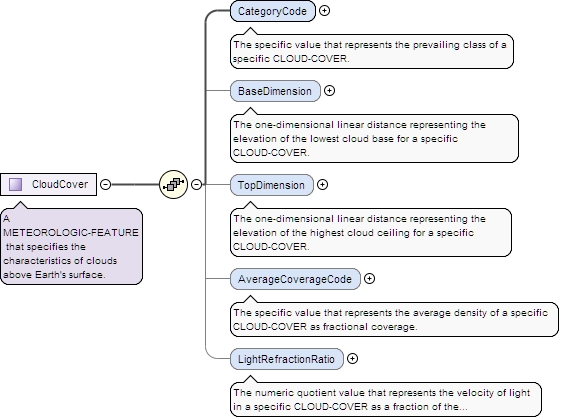 CategoryCode
The specific value that represents the prevailing class of a
specific CLOUD-COVER.
BaseDimension
The one-dimensional linear distance representing the
elevation of the lowest cloud base for a specific
CLOUD-COVER.
CloudCover
A
METEOROLOGIC-FEATURE
that specifies the
characteristics of clouds
above Earth's surface.
TopDimension
The one-dimensional linear distance representing the
elevation of the highest cloud ceiling for a specific
CLOUD-COVER.
AverageCoverageCode
The specific value that represents the average density of a specific
CLOUD-COVER as fractional coverage.
LightRefractionRatio
The numeric quotient value that represents the velocity of light
in a specific CLOUD-COVER as a fraction of the...